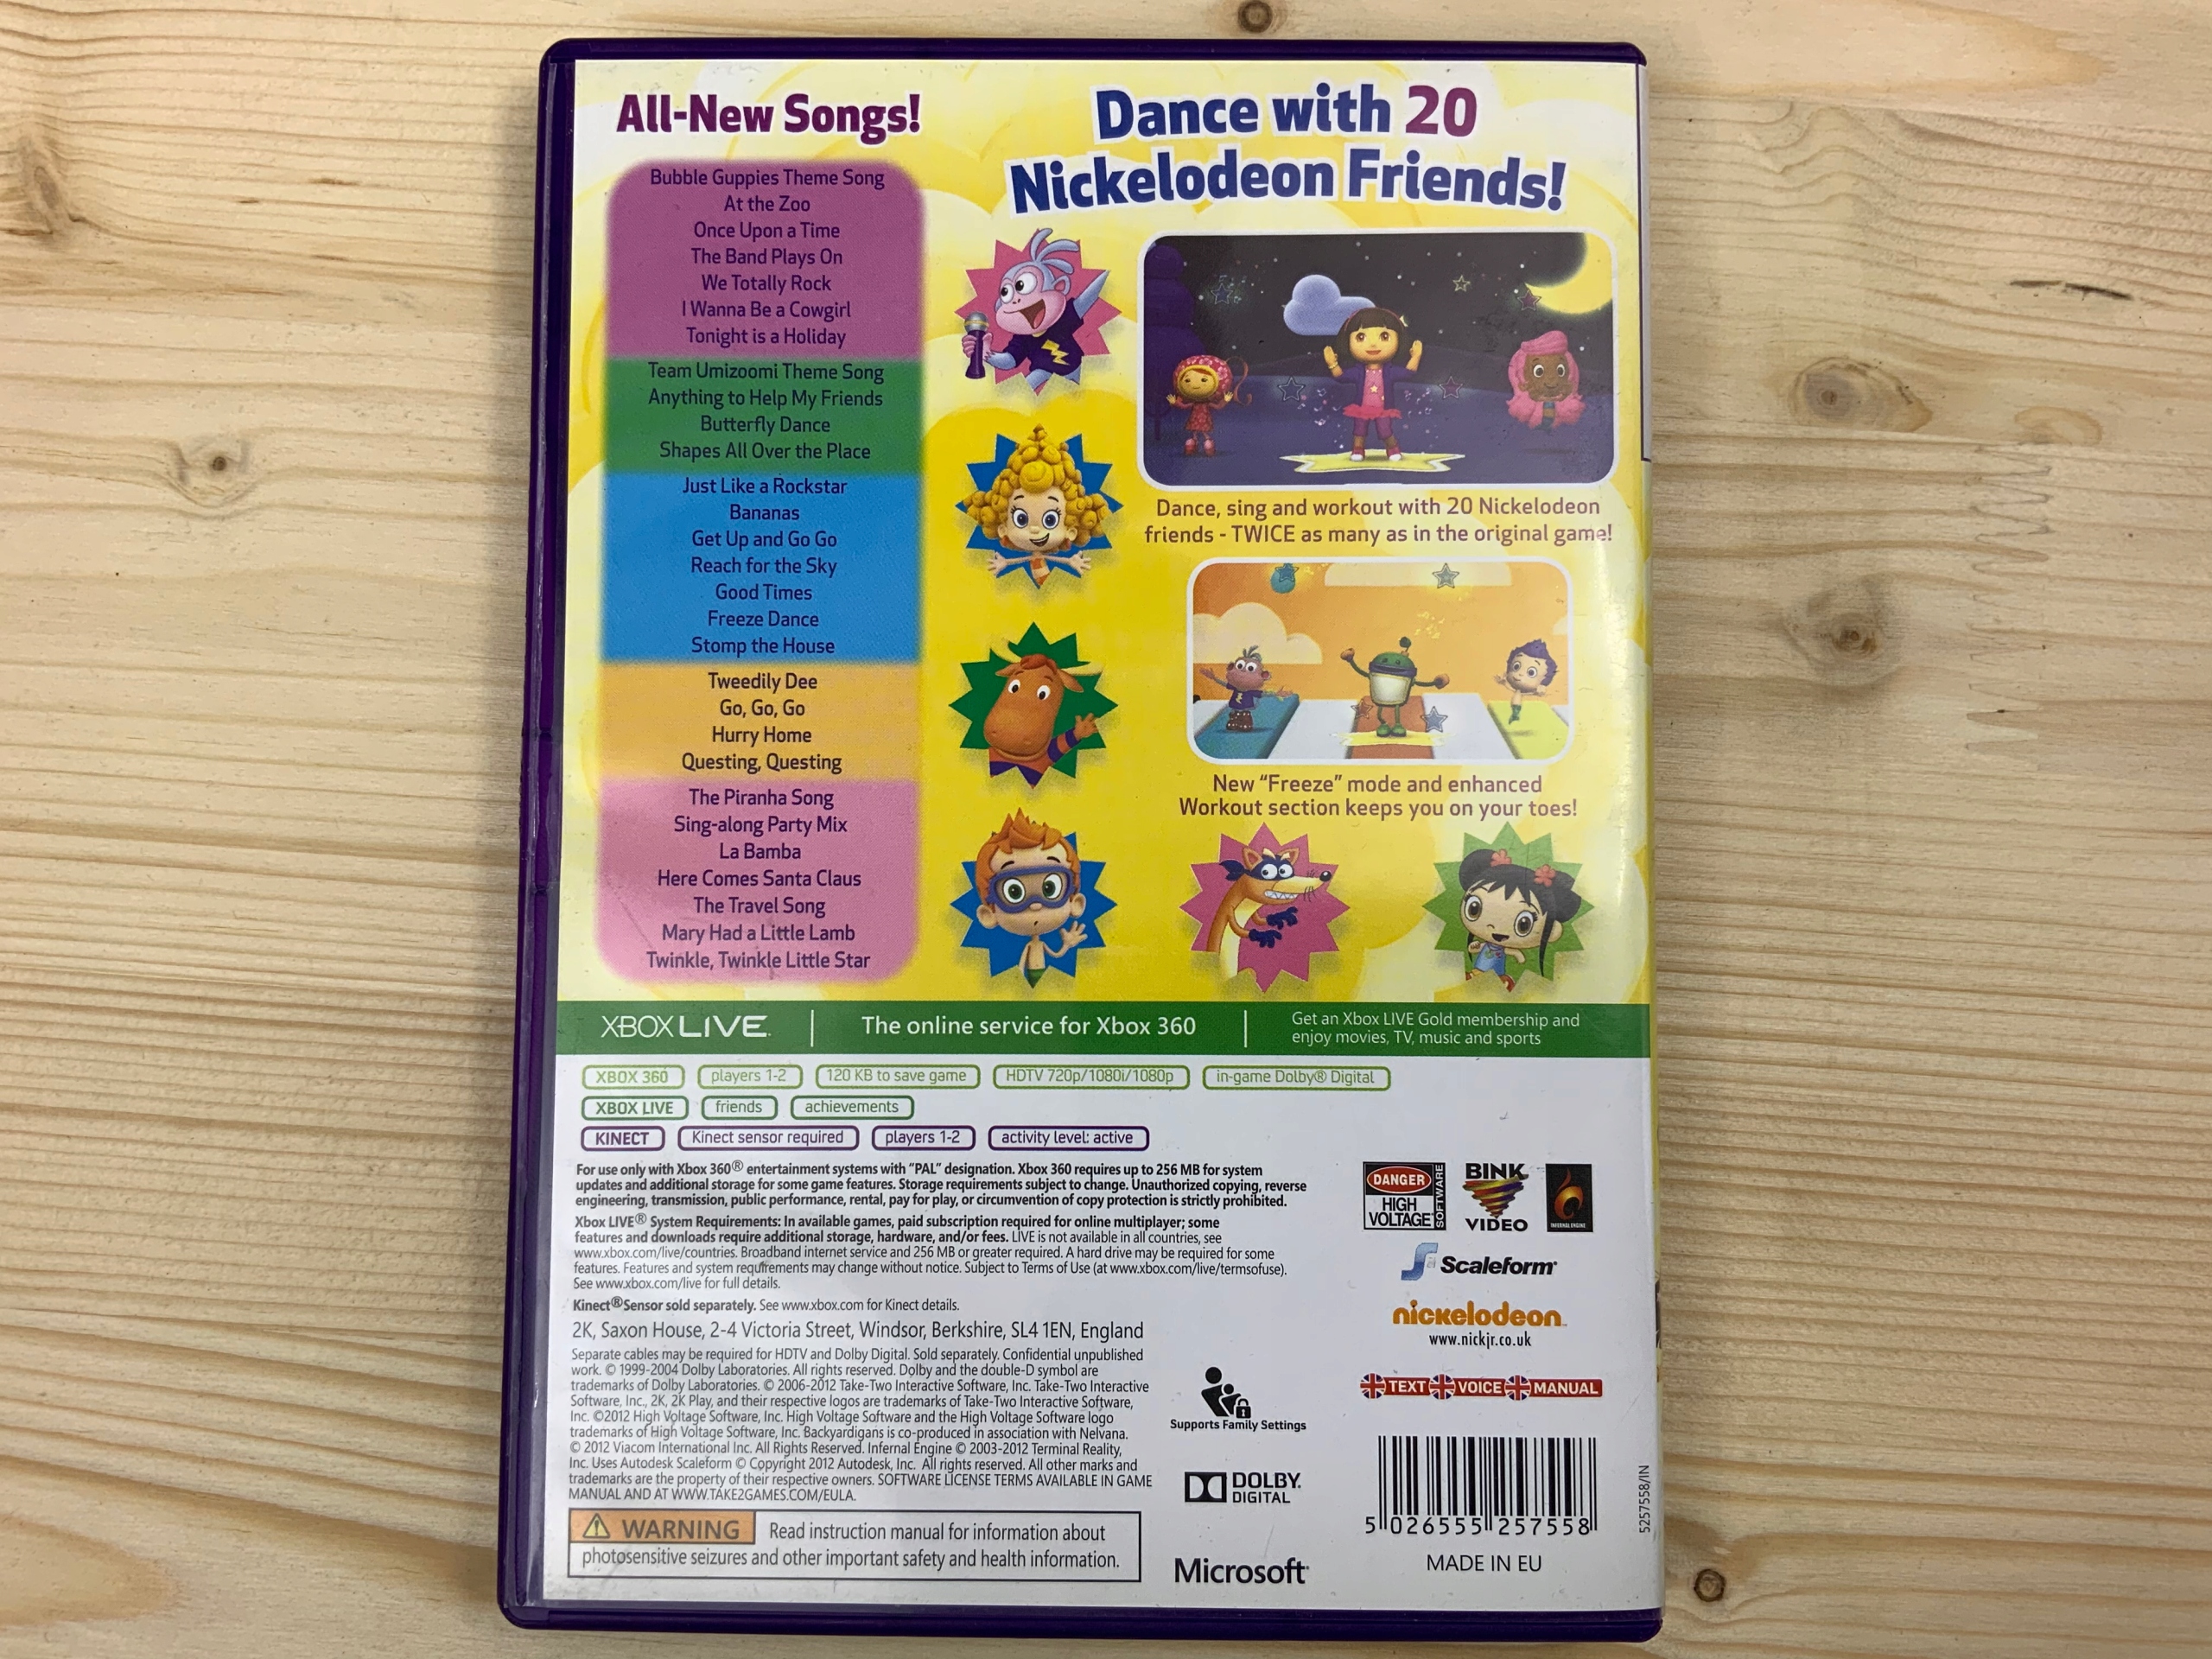 All-New Songs!
Bubble Guppies Theme Song
At the Zoo
Once Upon a Time
The Band Plays On
We Totally Rock
I Wanna Be a Cowgirl
Tonight is a Holiday
Team Umizoomi Theme Song
Anything to Help My Friends
Butterfly Dance
Shapes All Over the Place
Just Like a Rockstar
Bananas
Get Up and Go Go
Reach for the Sky
Good Times
Freeze Dance
Stomp the House
Tweedily Dee
Go, Go, Go
Hurry Home
Questing, Questing
The Piranha Song
Sing-along Party Mix
La Bamba
Here Comes Santa Claus
The Travel Song
Mary Had a Little Lamb
Twinkle, Twinkle Little Star
Dance with 20
Nickelodeon Friends!
Dance, sing and workout with 20 Nickelodeon
friends - TWICE as many as in the original game!
New “Freeze” mode and enhanced
Workout section keeps you on your toes!
XBOX LIVE
The online service for Xbox 360
Get an Xbox LIVE Gold membership and
enjoy movies, TV, music and sports
XBOX 360 players 1-2 120 KB to save game HDTV 720p/1080i/1080p in-game Dolby® Digital
XBOX LIVE friends achievements
KINECT Kinect sensor required players 1-2 activity level: active
For use only with Xbox 360® entertainment systems with “PAL” designation. Xbox 360 requires up to 256 MB for system
updates and additional storage for some game features. Storage requirements subject to change. Unauthorized copying, reverse
engineering, transmission, public performance, rental, pay for play, or circumvention of copy protection is strictly prohibited.
Xbox LIVE® System Requirements: In available games, paid subscription required for online multiplayer; some
features and downloads require additional storage, hardware, and/or fees. LIVE is not available in all countries, see
www.xbox.com/live/countries. Broadband internet service and 256 MB or greater required. A hard drive may be required for some
features. Features and system requirements may change without notice. Subject to Terms of Use (at www.xbox.com/live/termsofuse).
See www.xbox.com/live for full details.
Kinect® Sensor sold separately. See www.xbox.com for Kinect details.
2K, Saxon House, 2-4 Victoria Street, Windsor, Berkshire, SL4 1EN, England
Separate cables may be required for HDTV and Dolby Digital. Sold separately. Confidential unpublished
work. © 1999-2004 Dolby Laboratories. All rights reserved. Dolby and the double-D symbol are
trademarks of Dolby Laboratories. © 2006-2012 Take-Two Interactive Software, Inc. Take-Two Interactive
Software, Inc., 2K, 2K Play, and their respective logos are trademarks of Take-Two Interactive Software,
Inc. ©2012 High Voltage Software, Inc. High Voltage Software and the High Voltage Software logo
trademarks of High Voltage Software, Inc. Backyardigans is co-produced in association with Nelvana.
© 2012 Viacom International Inc. All Rights Reserved. Infernal Engine © 2003-2012 Terminal Reality,
Inc. Uses Autodesk Scaleform © Copyright 2012 Autodesk, Inc. All rights reserved. All other marks and
trademarks are the property of their respective owners. SOFTWARE LICENSE TERMS AVAILABLE IN GAME
MANUAL AND AT WWW.TAKE2GAMES.COM/EULA.
WARNING Read instruction manual for information about
photosensitive seizures and other important safety and health information.
DANGER
HIGH
VOLTAGE
SOFTWARE
BINK
VIDEO
INFERNAL ENGINE
Scaleform
nickelodeon
www.nickjr.co.uk
TEXT VOICE MANUAL
Supports Family Settings
DOLBY
DIGITAL
Microsoft
5 026555 257558
MADE IN EU
5257558/IN